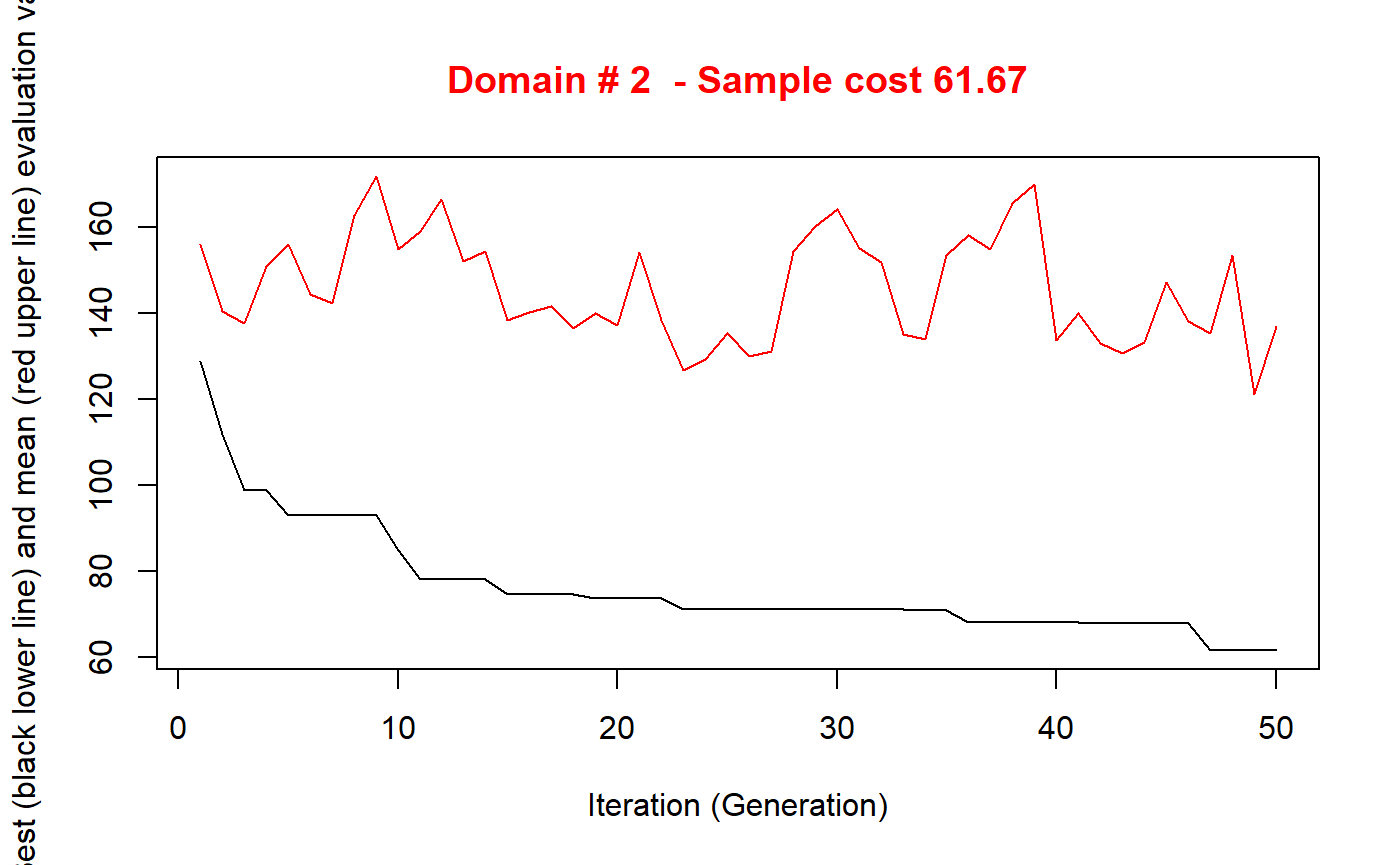 Domain # 2  - Sample cost 61.67
(black lower line) and mean (red upper line) evaluation
160
140
120
100
80
60
0 10 20 30 40 50
Iteration (Generation)